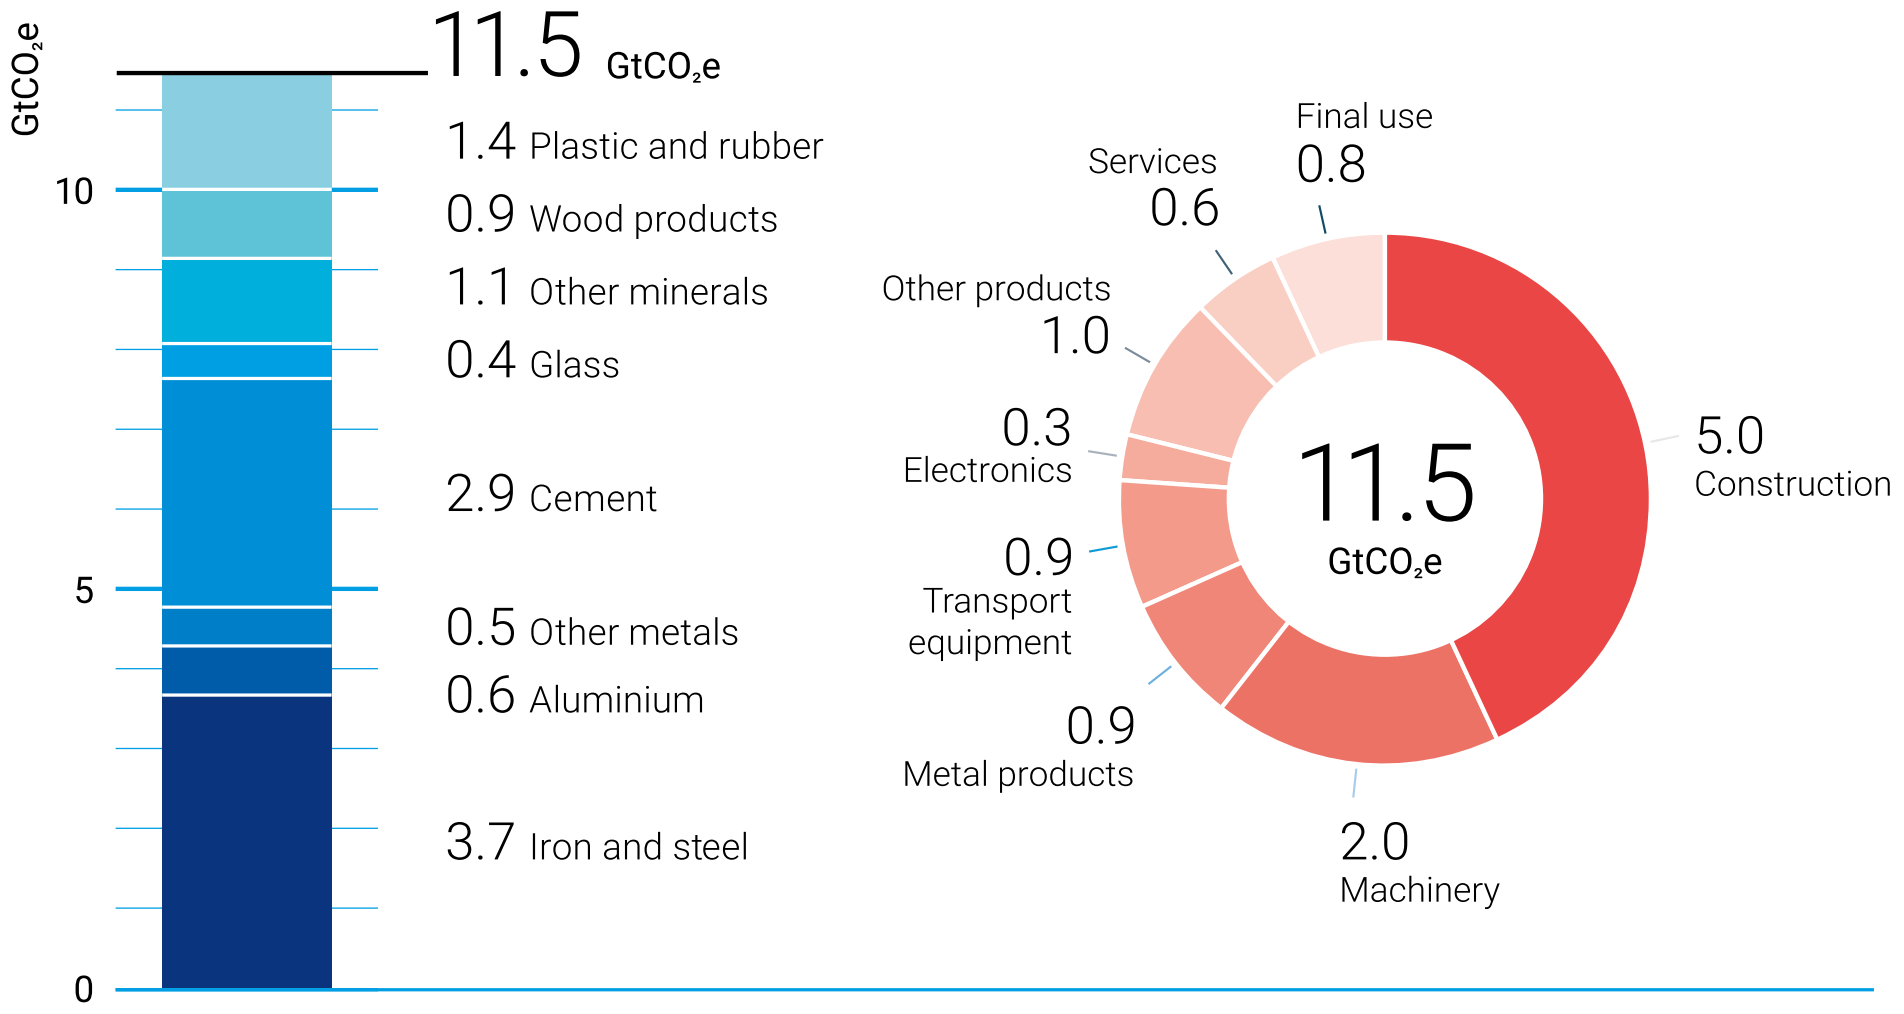 GtCO₂e
11.5 GtCO₂e
10
5
0
1.4 Plastic and rubber
0.9 Wood products
1.1 Other minerals
0.4 Glass
2.9 Cement
0.5 Other metals
0.6 Aluminium
3.7 Iron and steel
Final use
0.8
Services
0.6
Other products
1.0
0.3
Electronics
0.9
Transport
equipment
0.9
Metal products
2.0
Machinery
5.0
Construction
11.5
GtCO₂e